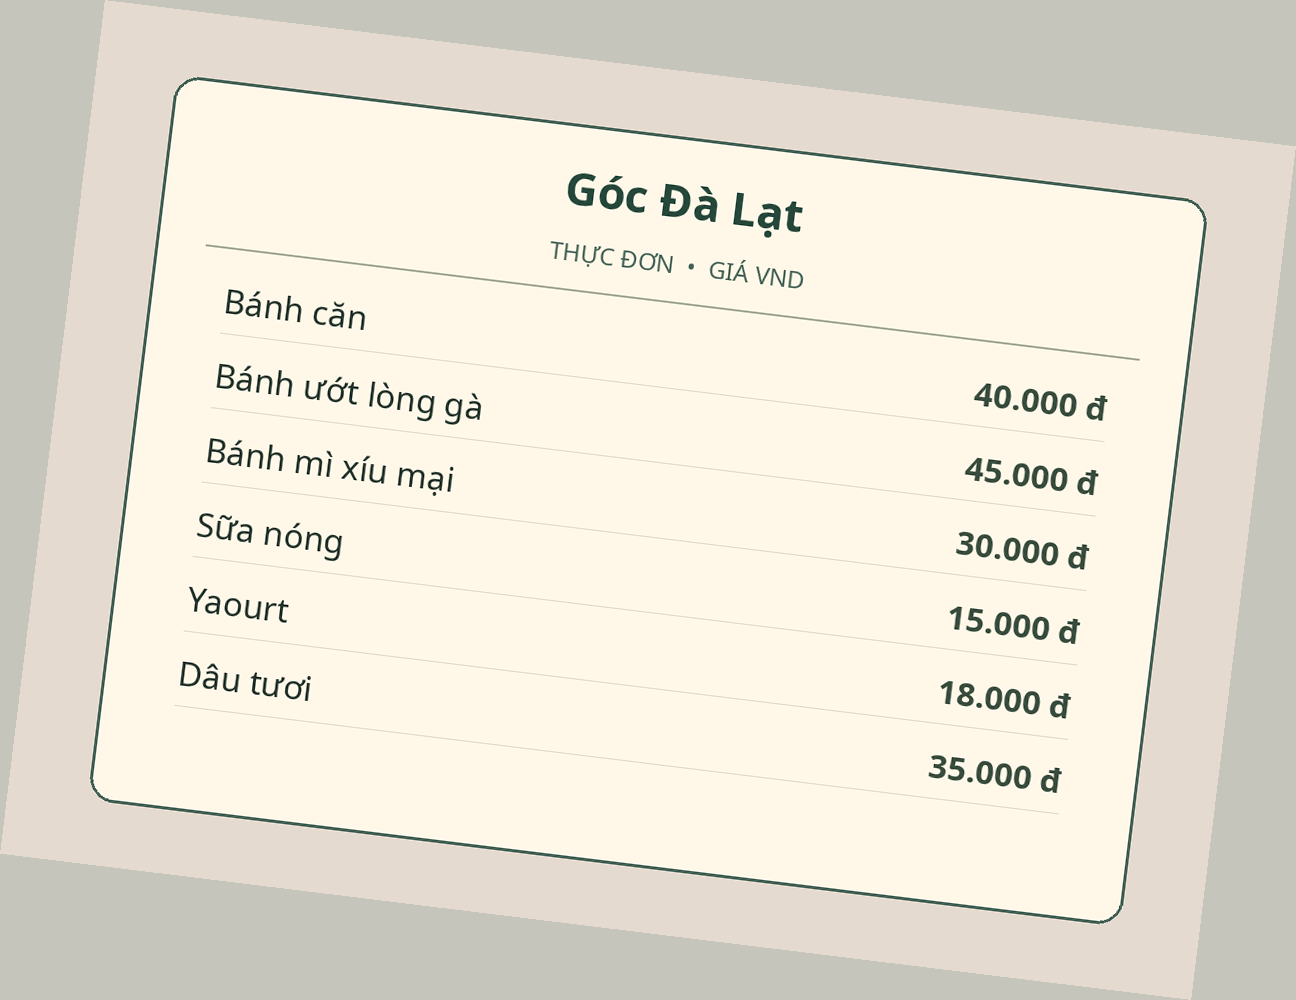 Góc Đà Lạt
THỰC ĐƠN • GIÁ VND
Bánh căn 40.000 đ
Bánh ướt lòng gà 45.000 đ
Bánh mì xíu mại 30.000 đ
Sữa nóng 15.000 đ
Yaourt 18.000 đ
Dâu tươi 35.000 đ